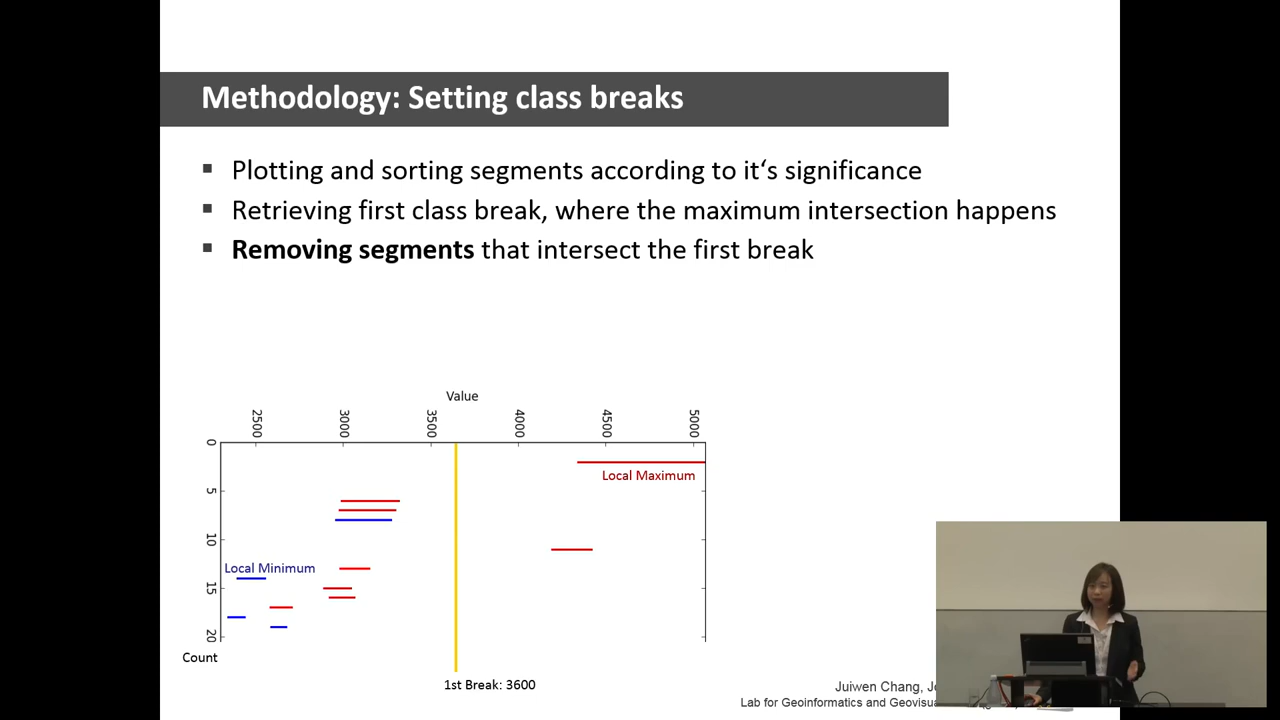 Methodology: Setting class breaks
▪ Plotting and sorting segments according to it‘s significance
▪ Retrieving first class break, where the maximum intersection happens
▪ Removing segments that intersect the first break
Value
2500 3000 3500 4000 4500 5000
0
Local Maximum
5
10
Local Minimum
15
20
Count
1st Break: 3600
Juiwen Chang,
Lab for Geoinformatics and